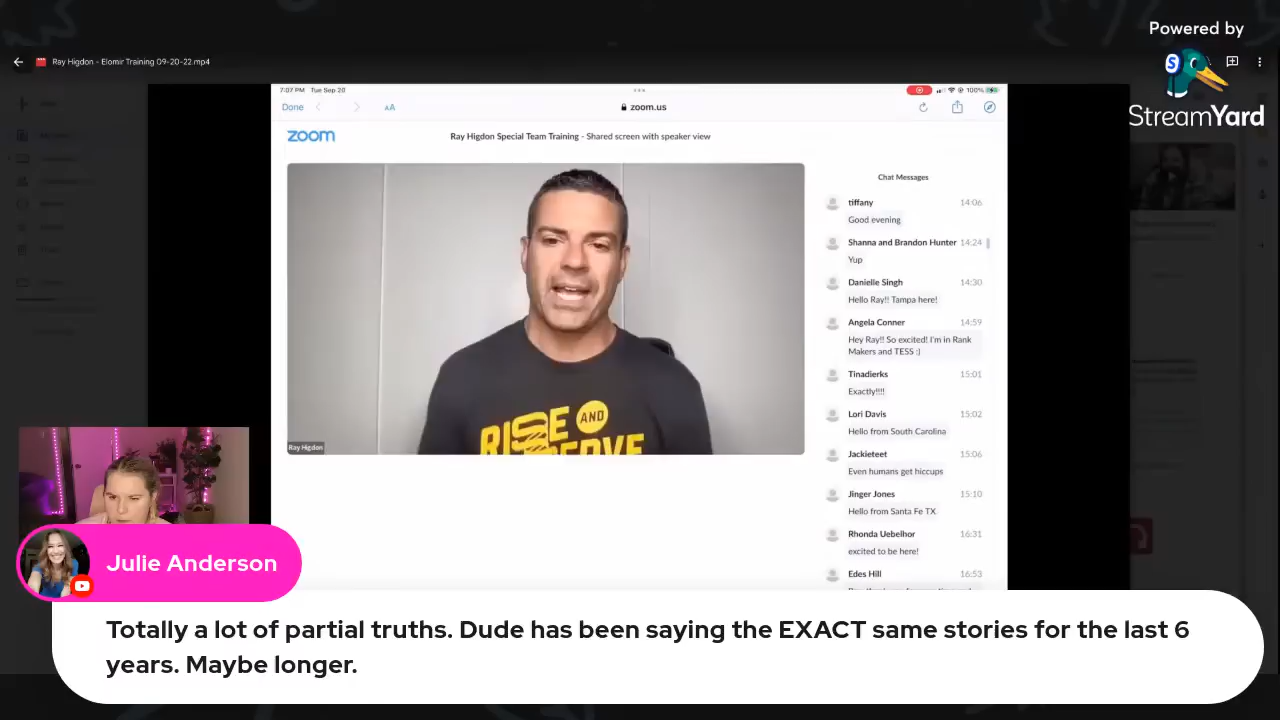 Powered by
StreamYard
Ray Higdon - Elomir Training 09-20-22.mp4
7:07 PM Tue Sep 20
100%
Done
AA
zoom.us
zoom
Ray Higdon Special Team Training - Shared screen with speaker view
Chat Messages
tiffany 14:06
Good evening
Shanna and Brandon Hunter 14:24
Yup
Danielle Singh 14:30
Hello Ray!! Tampa here!
Angela Conner 14:59
Hey Ray!! So excited! I'm in Rank
Makers and TESS :)
Tinadierks 15:01
Exactly!!!!
Lori Davis 15:02
Hello from South Carolina
Jackieteet 15:06
Even humans get hiccups
Jinger Jones 15:10
Hello from Santa Fe TX
Rhonda Uebelhor 16:31
excited to be here!
Edes Hill 16:53
RISE AND
Ray Higdon
Julie Anderson
Totally a lot of partial truths. Dude has been saying the EXACT same stories for the last 6
years. Maybe longer.